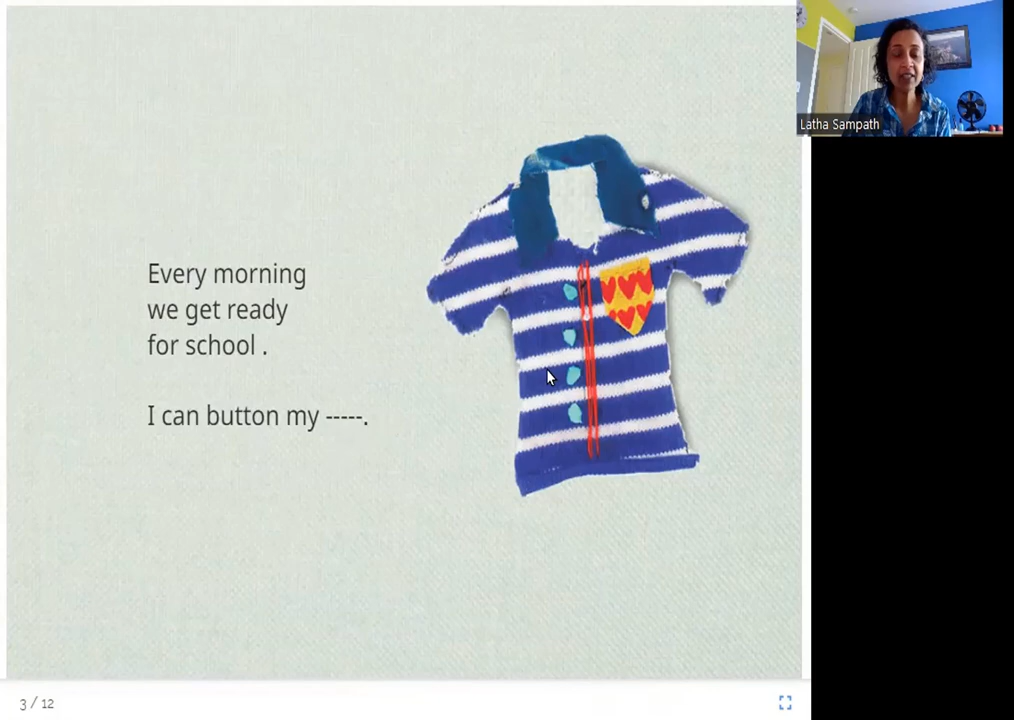 Latha Sampath
Every morning
we get ready
for school .
I can button my -----.
3 / 12